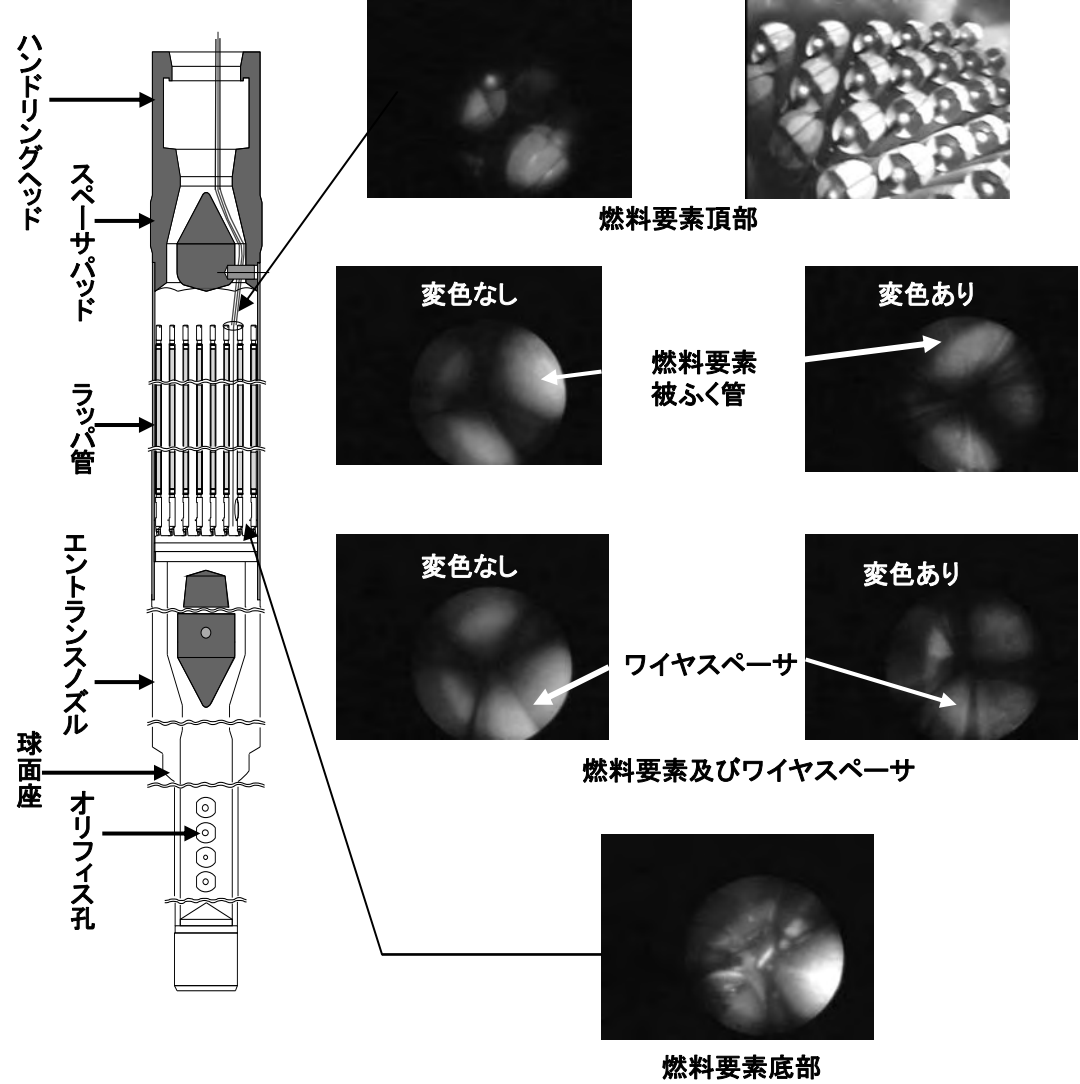 ハンドリングヘッド
スペーサパッド
ラッパ管
エントランスノズル
球面座
オリフィス孔
燃料要素頂部
変色なし
変色あり
燃料要素
被ふく管
変色なし
変色あり
ワイヤスペーサ
燃料要素及びワイヤスペーサ
燃料要素底部